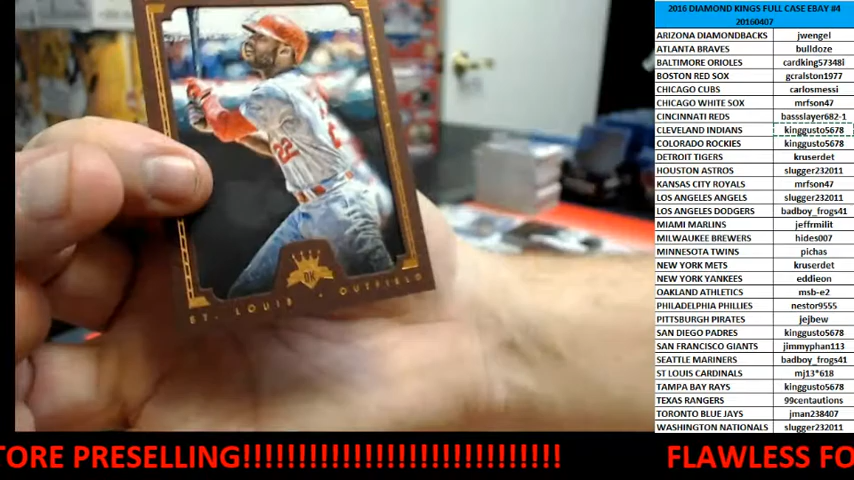 2016 DIAMOND KINGS FULL CASE EBAY #4
20160407
ARIZONA DIAMONDBACKS jwengel
ATLANTA BRAVES bulldoze
BALTIMORE ORIOLES cardking57348i
BOSTON RED SOX gcralston1977
CHICAGO CUBS carlosmessi
CHICAGO WHITE SOX mrfson47
CINCINNATI REDS bassslayer682-1
CLEVELAND INDIANS kinggusto5678
COLORADO ROCKIES kinggusto5678
DETROIT TIGERS kruserdet
HOUSTON ASTROS slugger232011
KANSAS CITY ROYALS mrfson47
LOS ANGELES ANGELS slugger232011
LOS ANGELES DODGERS badboy_frogs41
MIAMI MARLINS jeffrmilit
MILWAUKEE BREWERS hides007
MINNESOTA TWINS pichas
NEW YORK METS kruserdet
NEW YORK YANKEES eddieon
OAKLAND ATHLETICS msb-e2
PHILADELPHIA PHILLIES nestor9555
PITTSBURGH PIRATES jejbew
SAN DIEGO PADRES kinggusto5678
SAN FRANCISCO GIANTS jimmyphan113
SEATTLE MARINERS badboy_frogs41
ST LOUIS CARDINALS mj13*618
TAMPA BAY RAYS kinggusto5678
TEXAS RANGERS 99centautions
TORONTO BLUE JAYS jman238407
WASHINGTON NATIONALS slugger232011
22
DK
ST. LOUIS • OUTFIELD
TORE PRESELLING!!!!!!!!!!!!!!!!!!!!!!!!!!!!!! FLAWLESS FO